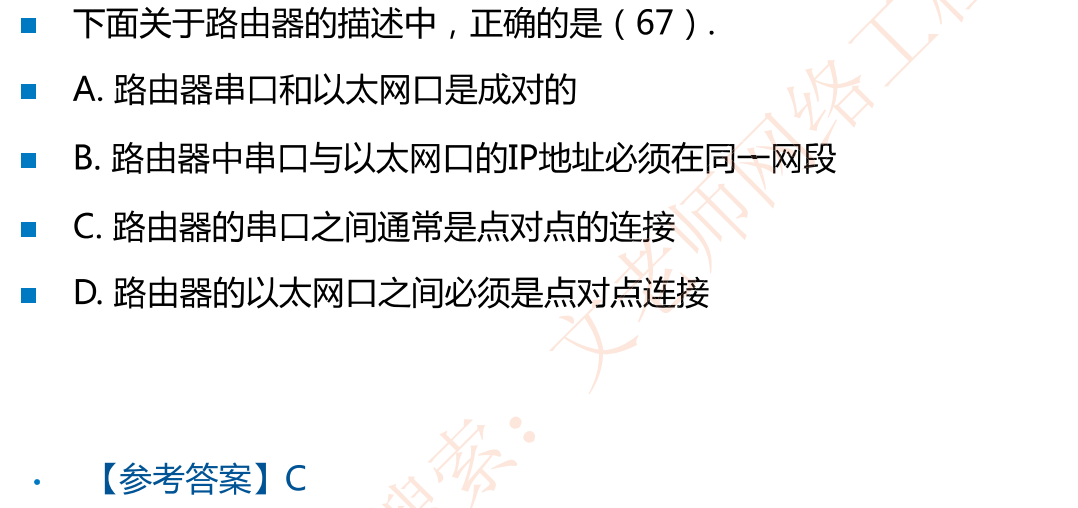 下面关于路由器的描述中，正确的是（67）.
A. 路由器串口和以太网口是成对的
B. 路由器中串口与以太网口的IP地址必须在同一网段
C. 路由器的串口之间通常是点对点的连接
D. 路由器的以太网口之间必须是点对点连接
【参考答案】C
搜索：文老师网络工程